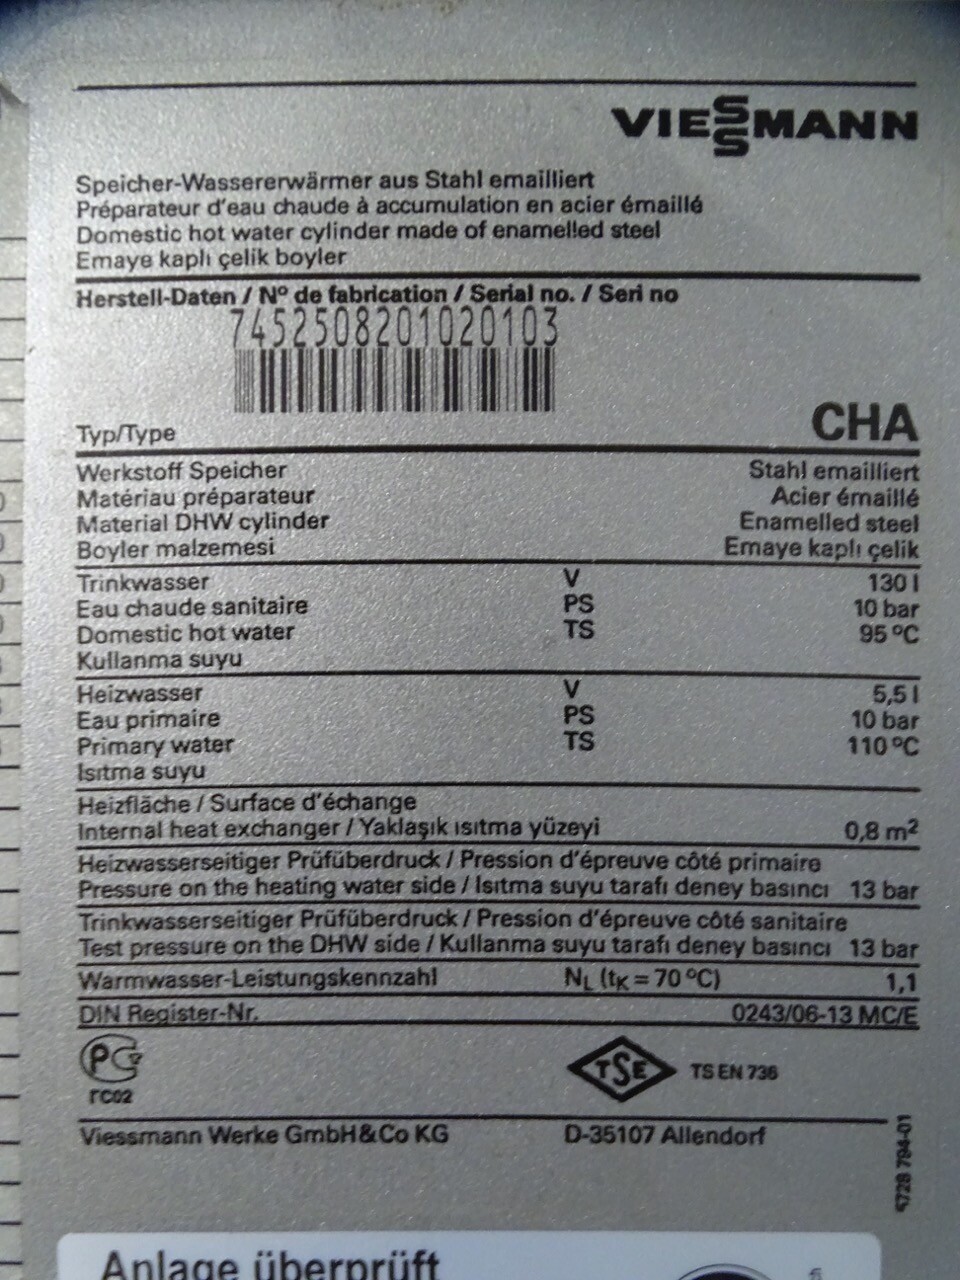 VIESSMANN
Speicher-Wassererwärmer aus Stahl emailliert
Préparateur d'eau chaude à accumulation en acier émaillé
Domestic hot water cylinder made of enamelled steel
Emaye kaplı çelik boyler
Herstell-Daten / Nº de fabrication / Serial no. / Seri no
7452508201020103
Typ/Type CHA
Werkstoff Speicher Stahl emailliert
Matériau préparateur Acier émaillé
Material DHW cylinder Enamelled steel
Boyler malzemesi Emaye kaplı çelik
Trinkwasser V 130 l
Eau chaude sanitaire PS 10 bar
Domestic hot water TS 95 ºC
Kullanma suyu
Heizwasser V 5,5 l
Eau primaire PS 10 bar
Primary water TS 110 ºC
Isıtma suyu
Heizfläche / Surface d'échange
Internal heat exchanger / Yaklaşık ısıtma yüzeyi 0,8 m²
Heizwasserseitiger Prüfüberdruck / Pression d'épreuve côté primaire
Pressure on the heating water side / Isıtma suyu tarafı deney basıncı 13 bar
Trinkwasserseitiger Prüfüberdruck / Pression d'épreuve côté sanitaire
Test pressure on the DHW side / Kullanma suyu tarafı deney basıncı 13 bar
Warmwasser-Leistungskennzahl NL (tK = 70 ºC) 1,1
DIN Register-Nr. 0243/06-13 MC/E
TSE TS EN 736
ГС02
Viessmann Werke GmbH&Co KG D-35107 Allendorf
5728 794-01
Anlage überprüft